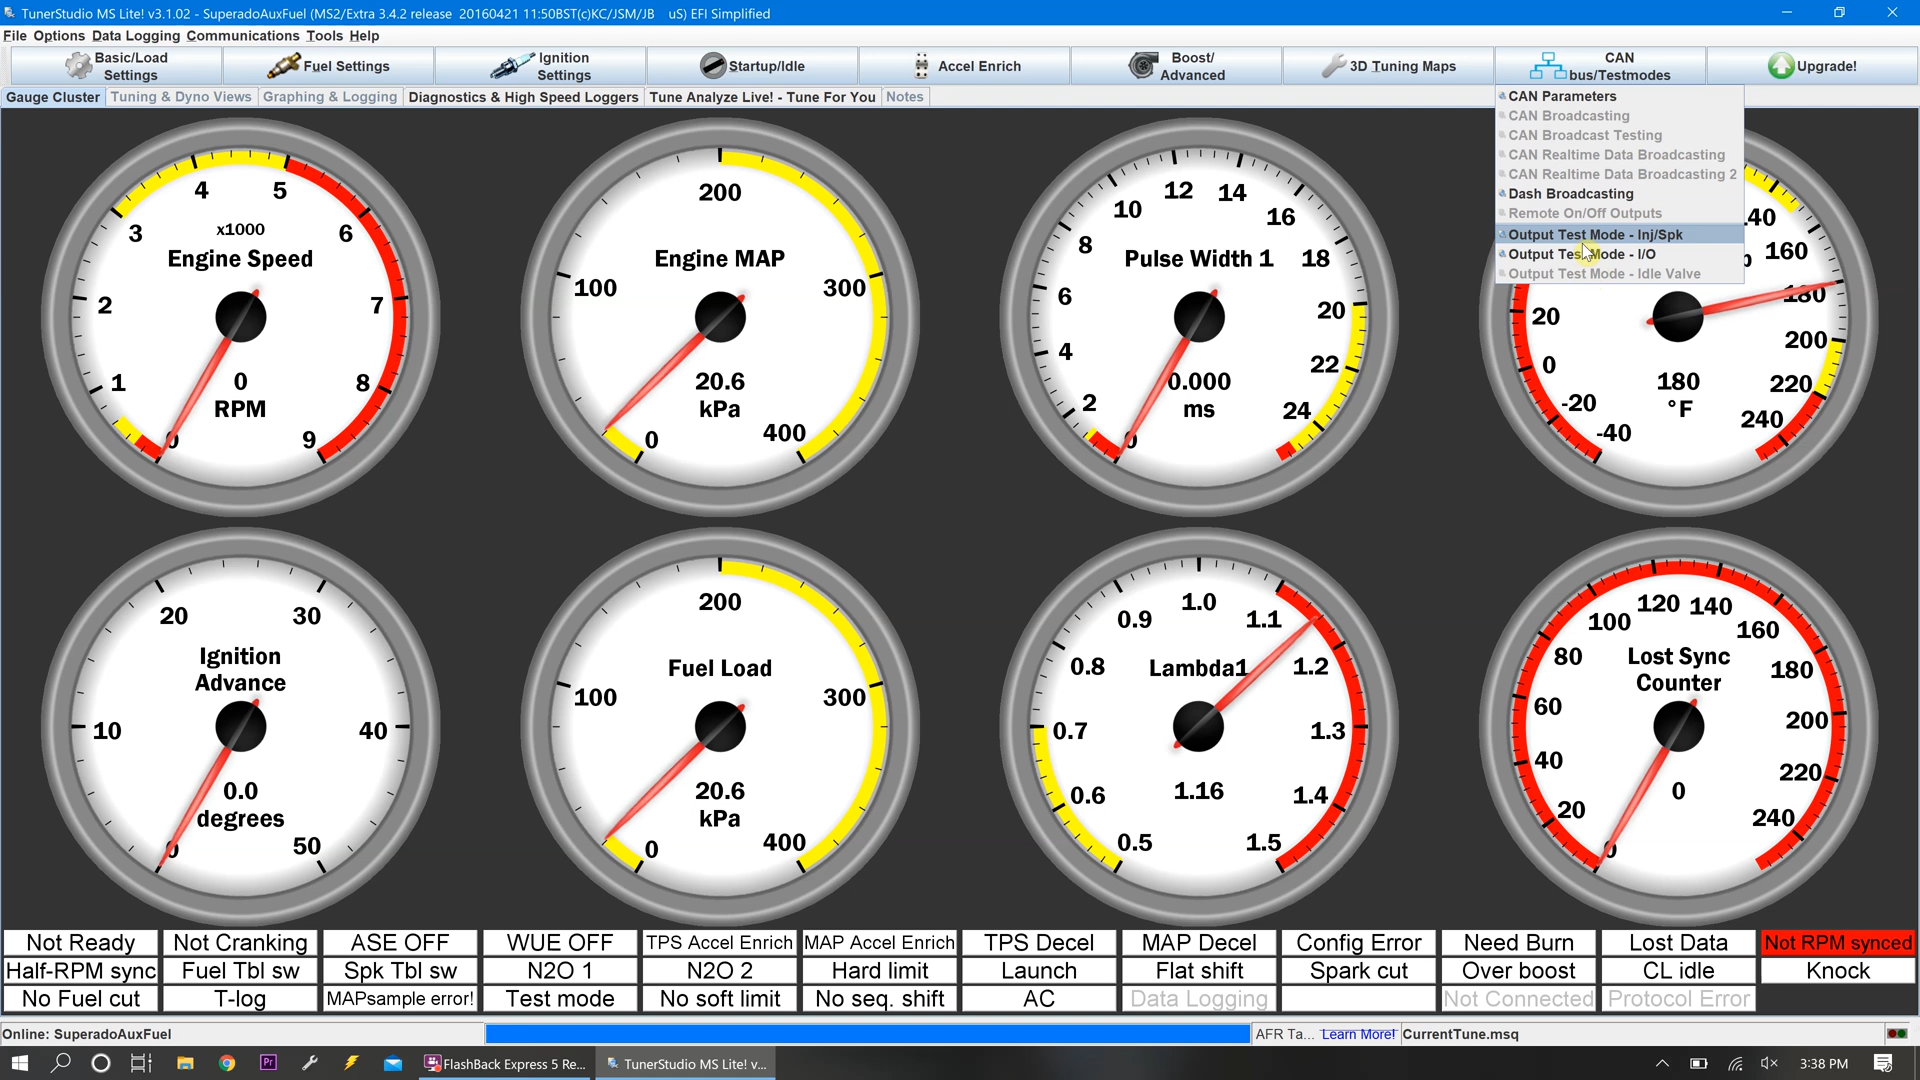 TunerStudio MS Lite! v3.1.02 - SuperadoAuxFuel (MS2/Extra 3.4.2 release  20160421 11:50BST(c)KC/JSM/JB    uS) EFI Simplified
File Options Data Logging Communications Tools Help
Basic/Load Settings
Fuel Settings
Ignition Settings
Startup/Idle
Accel Enrich
Boost/ Advanced
3D Tuning Maps
CAN bus/Testmodes
Upgrade!
Gauge Cluster
Tuning & Dyno Views
Graphing & Logging
Diagnostics & High Speed Loggers
Tune Analyze Live! - Tune For You
Notes
CAN Parameters
CAN Broadcasting
CAN Broadcast Testing
CAN Realtime Data Broadcasting
CAN Realtime Data Broadcasting 2
Dash Broadcasting
Remote On/Off Outputs
Output Test Mode - Inj/Spk
Output Test Mode - I/O
Output Test Mode - Idle Valve
0 1 2 3 4 5 6 7 8 9
x1000
Engine Speed
0
RPM
0 100 200 300 400
Engine MAP
20.6
kPa
0 2 4 6 8 10 12 14 16 18 20 22 24
Pulse Width 1
0.000
ms
-40 -20 0 20 160 180 200 220 240
180
°F
0 10 20 30 40 50
Ignition
Advance
0.0
degrees
0 100 200 300 400
Fuel Load
20.6
kPa
0.5 0.6 0.7 0.8 0.9 1.0 1.1 1.2 1.3 1.4 1.5
Lambda1
1.16
0 20 40 60 80 100 120 140 160 180 200 220 240
Lost Sync
Counter
0
Not Ready
Not Cranking
ASE OFF
WUE OFF
TPS Accel Enrich
MAP Accel Enrich
TPS Decel
MAP Decel
Config Error
Need Burn
Lost Data
Not RPM synced
Half-RPM sync
Fuel Tbl sw
Spk Tbl sw
N2O 1
N2O 2
Hard limit
Launch
Flat shift
Spark cut
Over boost
CL idle
Knock
No Fuel cut
T-log
MAPsample error!
Test mode
No soft limit
No seq. shift
AC
Data Logging
Not Connected
Protocol Error
Online: SuperadoAuxFuel
AFR Ta... Learn More!
CurrentTune.msq
FlashBack Express 5 Re...
TunerStudio MS Lite! v...
3:38 PM